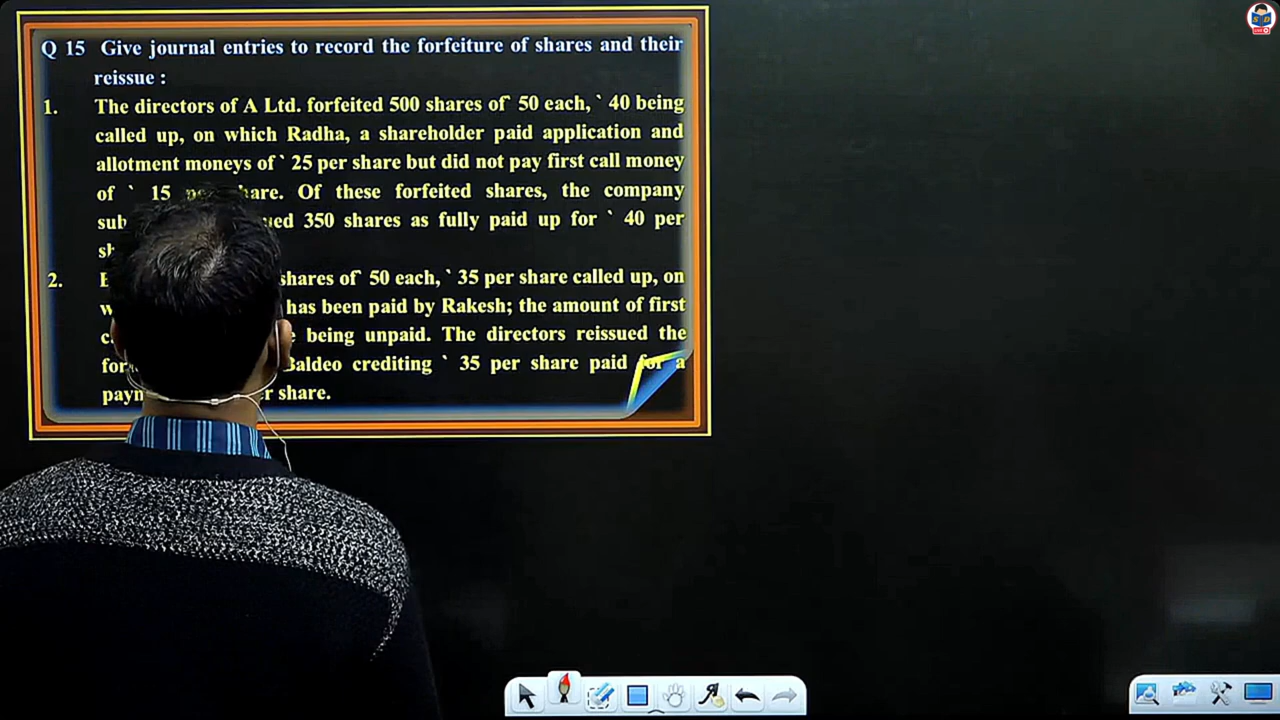 Q 15 Give journal entries to record the forfeiture of shares and their
reissue :
1. The directors of A Ltd. forfeited 500 shares of ` 50 each, ` 40 being
called up, on which Radha, a shareholder paid application and
allotment moneys of ` 25 per share but did not pay first call money
of ` 15 Of these forfeited shares, the company
350 shares as fully paid up for ` 40 per
2. shares of ` 50 each, ` 35 per share called up, on
has been paid by Rakesh; the amount of first
being unpaid. The directors reissued the
Baldeo crediting ` 35 per share paid for a
share.